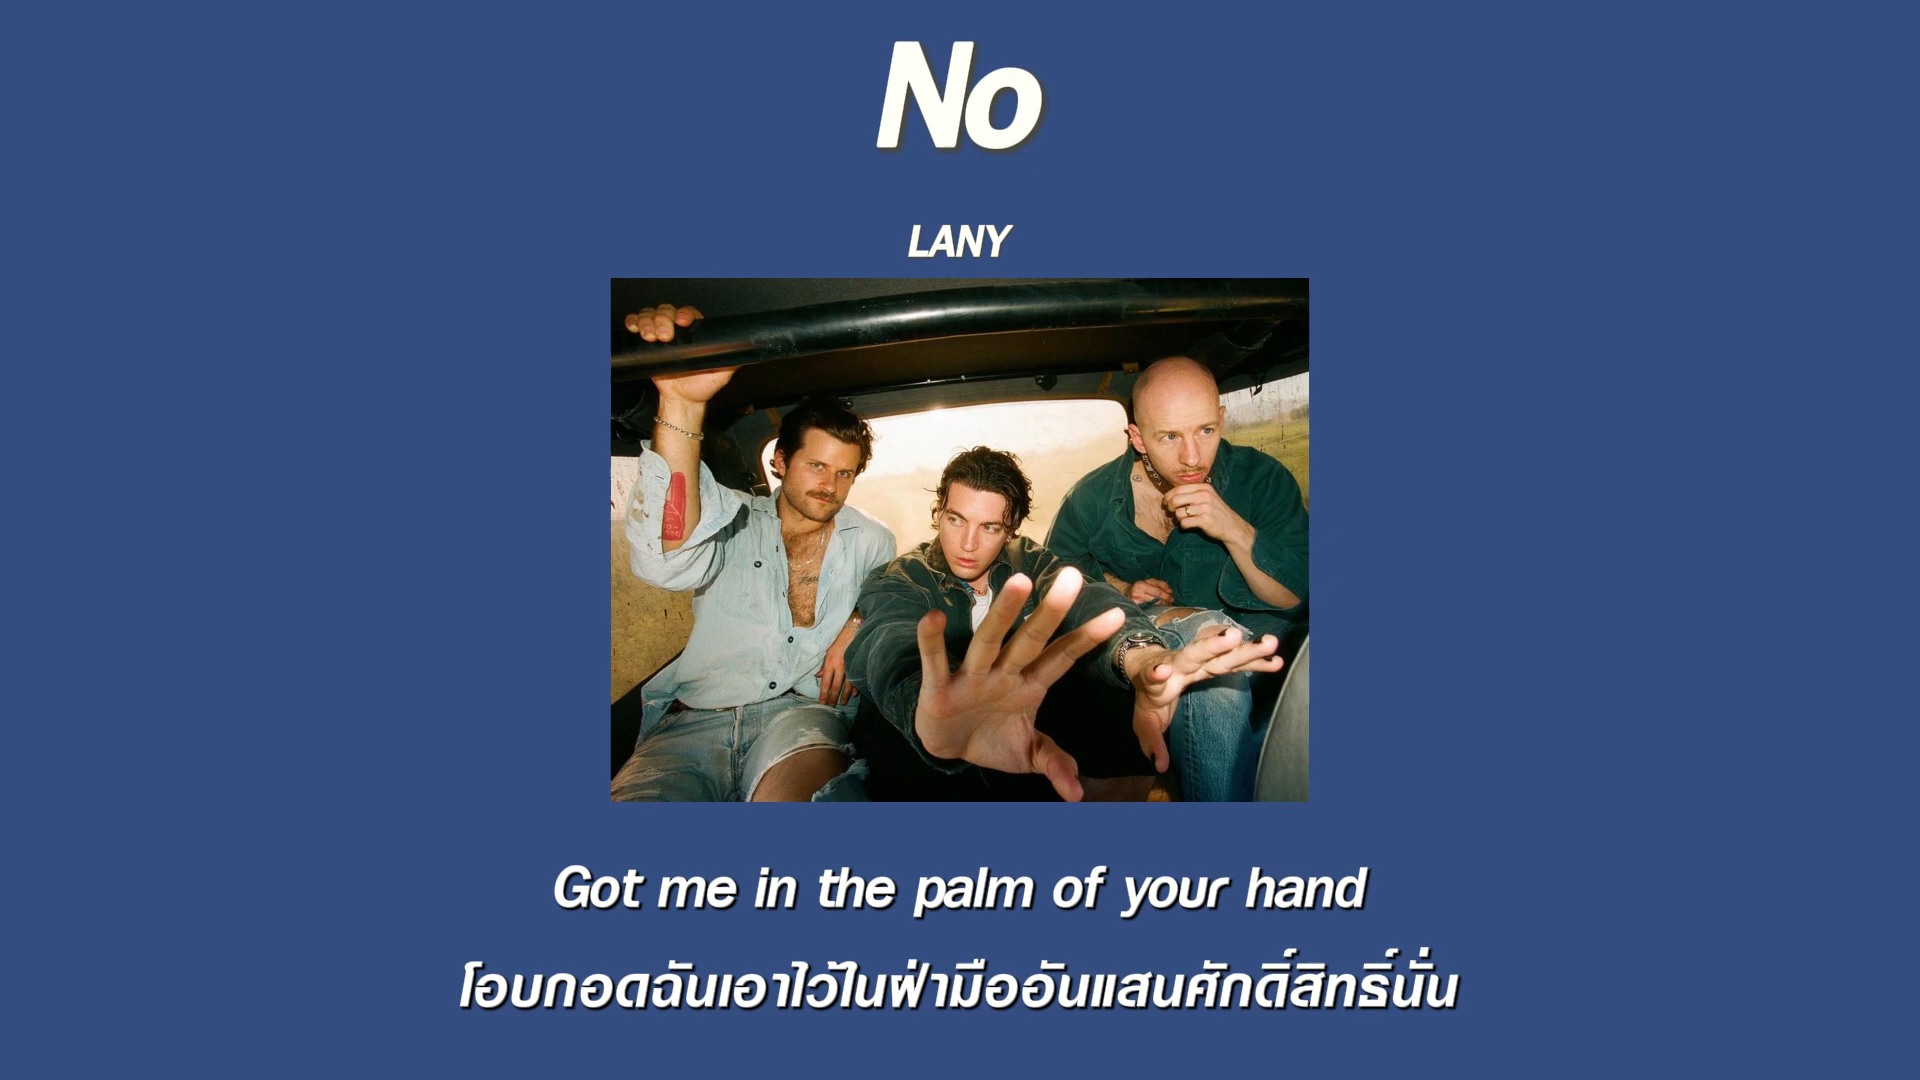 No
LANY
Got me in the palm of your hand
โอบกอดฉันเอาไว้ในฝ่ามืออันแสนศักดิ์สิทธิ์นั่น